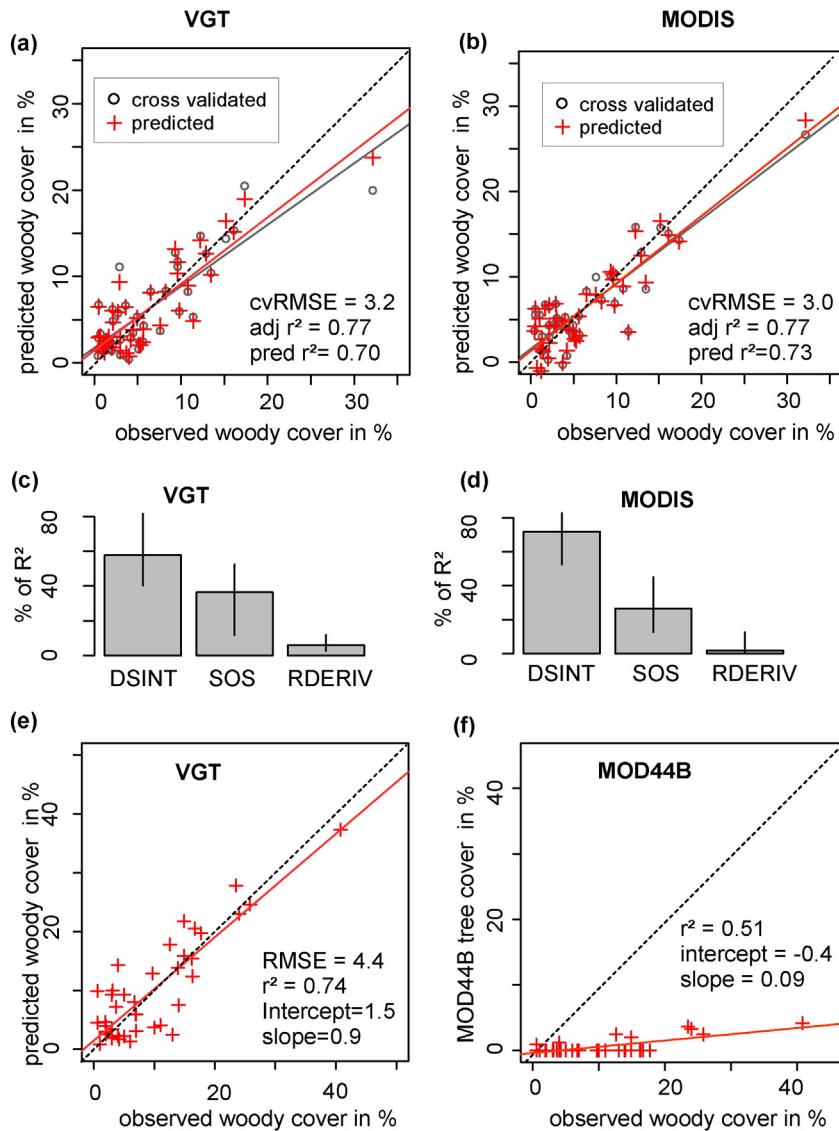 VGT
MODIS
(a)
(b)
cross validated
predicted
cross validated
predicted
predicted woody cover in %
0 10 20 30
cvRMSE = 3.2
adj r² = 0.77
pred r²= 0.70
0 10 20 30
observed woody cover in %
predicted woody cover in %
0 10 20 30
cvRMSE = 3.0
adj r² = 0.77
pred r²=0.73
0 10 20 30
observed woody cover in %
(c)
VGT
% of R²
0 40 80
DSINT SOS RDERIV
(d)
MODIS
% of R²
0 40 80
DSINT SOS RDERIV
(e)
VGT
predicted woody cover in %
0 20 40
RMSE = 4.4
r² = 0.74
Intercept=1.5
slope=0.9
0 20 40
observed woody cover in %
(f)
MOD44B
MOD44B tree cover in %
0 20 40
r² = 0.51
intercept = -0.4
slope = 0.09
0 10 20 30 40
observed woody cover in %